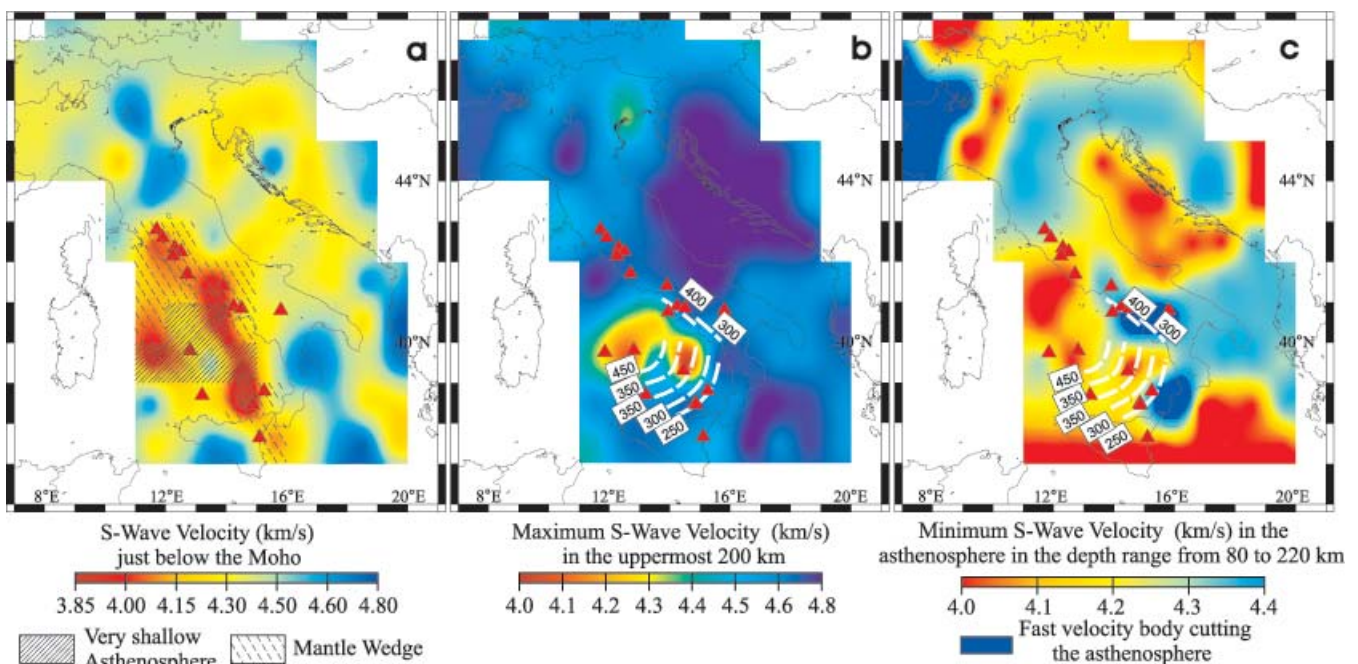 a
b
c
44°N
44°N
44°N
40°N
40°N
40°N
400
300
450
350
350
300
250
400
300
450
350
350
300
250
8°E 12°E 16°E 20°E
8°E 12°E 16°E 20°E
8°E 12°E 16°E 20°E
S-Wave Velocity (km/s)
just below the Moho
3.85 4.00 4.15 4.30 4.45 4.60 4.80
Very shallow
Asthenosphere
Mantle Wedge
Maximum S-Wave Velocity (km/s)
in the uppermost 200 km
4.0 4.1 4.2 4.3 4.4 4.5 4.6 4.8
Minimum S-Wave Velocity (km/s) in the
asthenosphere in the depth range from 80 to 220 km
4.0 4.1 4.2 4.3 4.4
Fast velocity body cutting
the asthenosphere